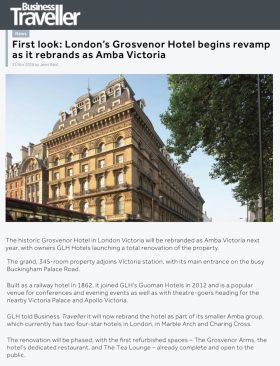 Business
Traveller
News
First look: London's Grosvenor Hotel begins revamp
as it rebrands as Amba Victoria
The historic Grosvenor Hotel in London Victoria will be rebranded as Amba Victoria next
year, with owners GLH Hotels launching a total renovation of the property.
The grand, 345-room property adjoins Victoria station, with its main entrance on the busy
Buckingham Palace Road.
Built as a railway hotel in 1862, it joined GLH's Guoman Hotels in 2012 and is a popular
venue for conferences and evening events as well as with theatre-goers heading for the
nearby Victoria Palace and Apollo Victoria.
GLH told Business Traveller it will now rebrand the hotel as part of its smaller Amba group,
which currently has two four-star hotels in London, in Marble Arch and Charing Cross.
The renovation will be phased, with the first refurbished spaces – The Grosvenor Arms, the
hotel's dedicated restaurant, and The Tea Lounge – already complete and open to the
public.